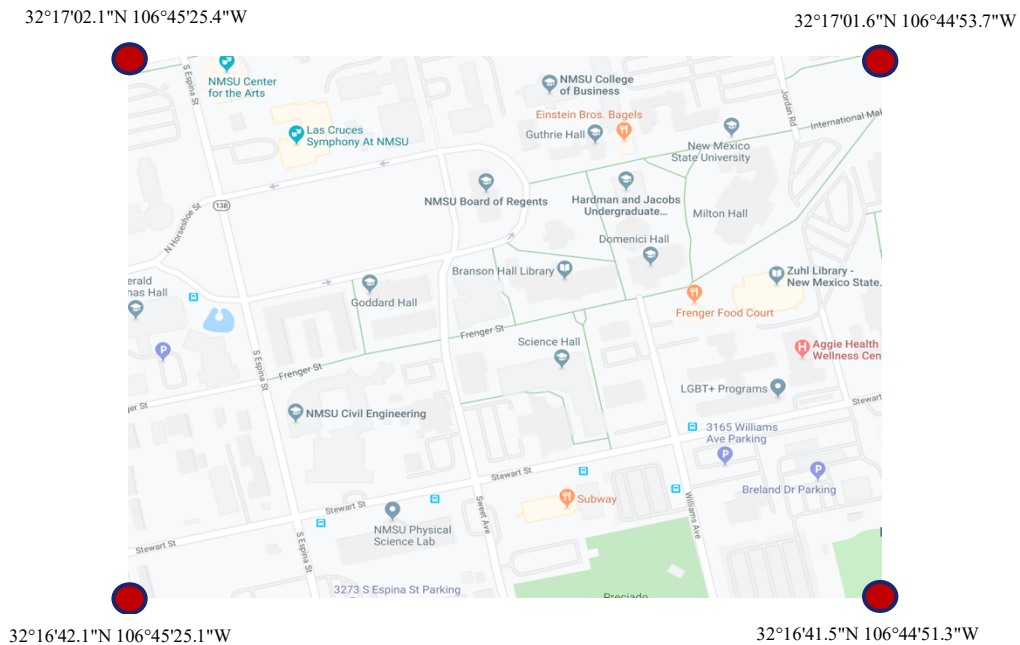 32°17'02.1"N 106°45'25.4"W
32°17'01.6"N 106°44'53.7"W
S Espina St
NMSU Center
for the Arts
NMSU College
of Business
Jordan Rd
Einstein Bros. Bagels
International Mal
Las Cruces
Symphony At NMSU
Guthrie Hall
New Mexico
State University
NMSU Board of Regents
Hardman and Jacobs
Undergraduate...
138
Milton Hall
N Horseshoe St
Domenici Hall
Branson Hall Library
Zuhl Library -
New Mexico State.
erald
nas Hall
Goddard Hall
Frenger Food Court
Frenger St
Science Hall
Aggie Health
Wellness Cen
P
H
S Espina St
Frenger St
LGBT+ Programs
ger St
Stewart
NMSU Civil Engineering
3165 Williams
Ave Parking
P
P
Stewart St
Breland Dr Parking
Subway
Stewart St
Sweet Ave
Williams Ave
NMSU Physical
Science Lab
Stewart St
S Espina St
3273 S Espina St Parking
Preciado
32°16'42.1"N 106°45'25.1"W
32°16'41.5"N 106°44'51.3"W